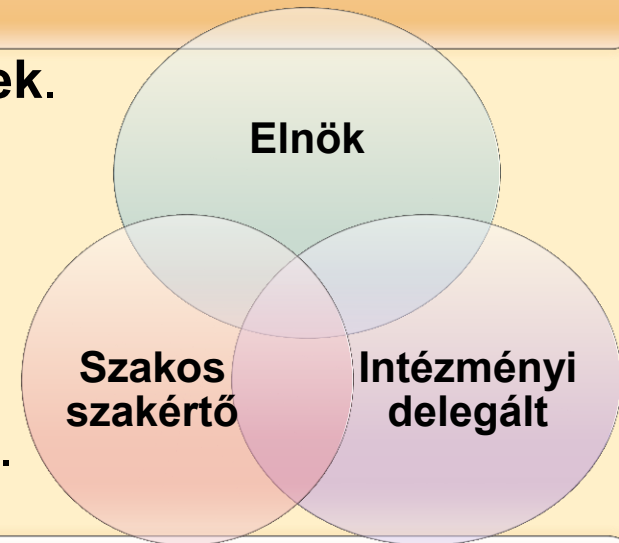 ek.
Elnök
Szakos
szakértő
Intézményi
delegált
.